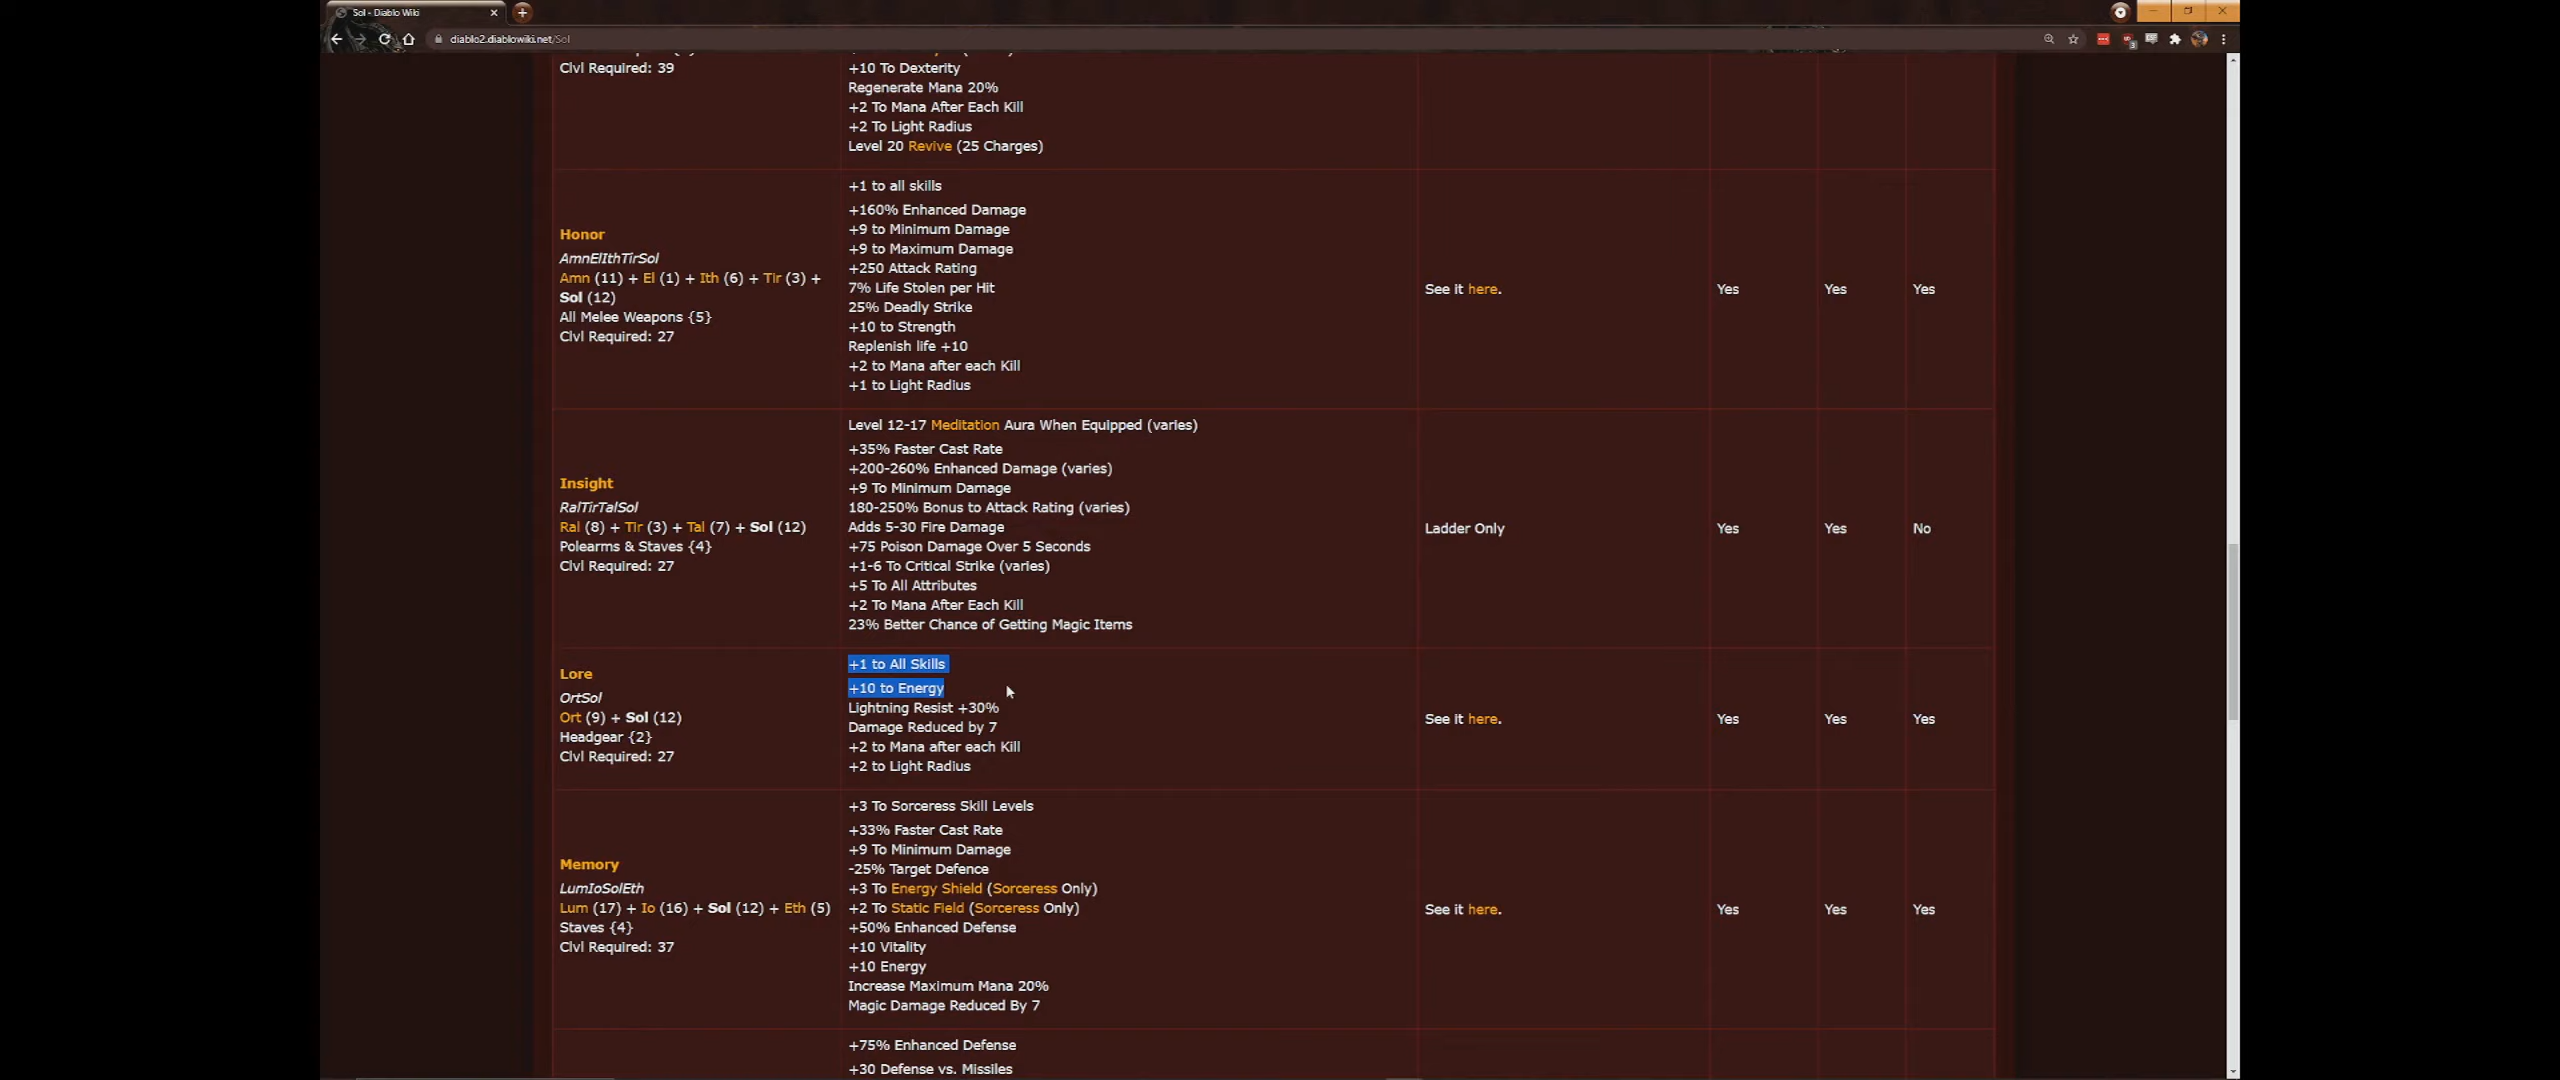 Sol - Diablo Wiki
diablo2.diablowiki.net/Sol
Clvl Required: 39
+10 To Dexterity
Regenerate Mana 20%
+2 To Mana After Each Kill
+2 To Light Radius
Level 20 Revive (25 Charges)
Honor
AmnElIthTirSol
Amn (11) + El (1) + Ith (6) + Tir (3) +
Sol (12)
All Melee Weapons {5}
Clvl Required: 27
+1 to all skills
+160% Enhanced Damage
+9 to Minimum Damage
+9 to Maximum Damage
+250 Attack Rating
7% Life Stolen per Hit
25% Deadly Strike
+10 to Strength
Replenish life +10
+2 to Mana after each Kill
+1 to Light Radius
See it here.
Yes
Yes
Yes
Insight
RalTirTalSol
Ral (8) + Tir (3) + Tal (7) + Sol (12)
Polearms & Staves {4}
Clvl Required: 27
Level 12-17 Meditation Aura When Equipped (varies)
+35% Faster Cast Rate
+200-260% Enhanced Damage (varies)
+9 To Minimum Damage
180-250% Bonus to Attack Rating (varies)
Adds 5-30 Fire Damage
+75 Poison Damage Over 5 Seconds
+1-6 To Critical Strike (varies)
+5 To All Attributes
+2 To Mana After Each Kill
23% Better Chance of Getting Magic Items
Ladder Only
Yes
Yes
No
Lore
OrtSol
Ort (9) + Sol (12)
Headgear {2}
Clvl Required: 27
+1 to All Skills
+10 to Energy
Lightning Resist +30%
Damage Reduced by 7
+2 to Mana after each Kill
+2 to Light Radius
See it here.
Yes
Yes
Yes
Memory
LumIoSolEth
Lum (17) + Io (16) + Sol (12) + Eth (5)
Staves {4}
Clvl Required: 37
+3 To Sorceress Skill Levels
+33% Faster Cast Rate
+9 To Minimum Damage
-25% Target Defence
+3 To Energy Shield (Sorceress Only)
+2 To Static Field (Sorceress Only)
+50% Enhanced Defense
+10 Vitality
+10 Energy
Increase Maximum Mana 20%
Magic Damage Reduced By 7
See it here.
Yes
Yes
Yes
+75% Enhanced Defense
+30 Defense vs. Missiles